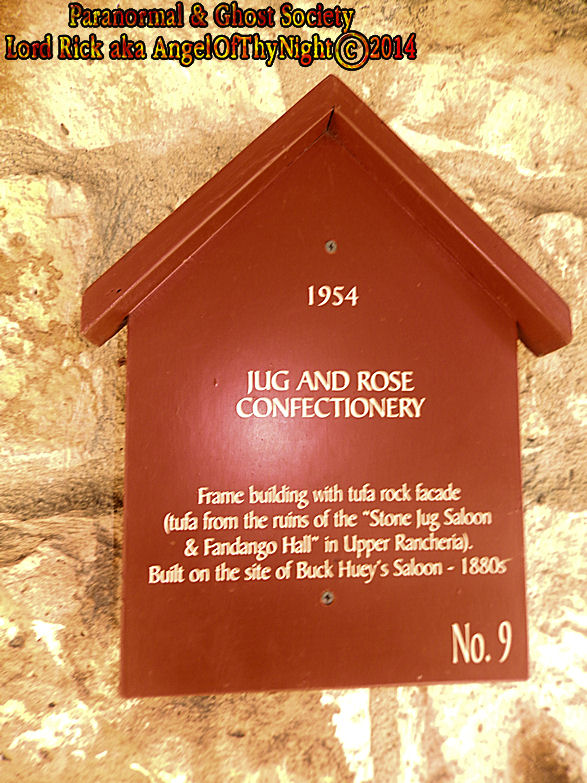 Paranormal & Ghost Society
Lord Rick aka AngelOfThyNight©2014
1954
JUG AND ROSE
CONFECTIONERY
Frame building with tufa rock facade
(tufa from the ruins of the "Stone Jug Saloon
& Fandango Hall" in Upper Rancheria).
Built on the site of Buck Huey's Saloon - 1880s
No. 9